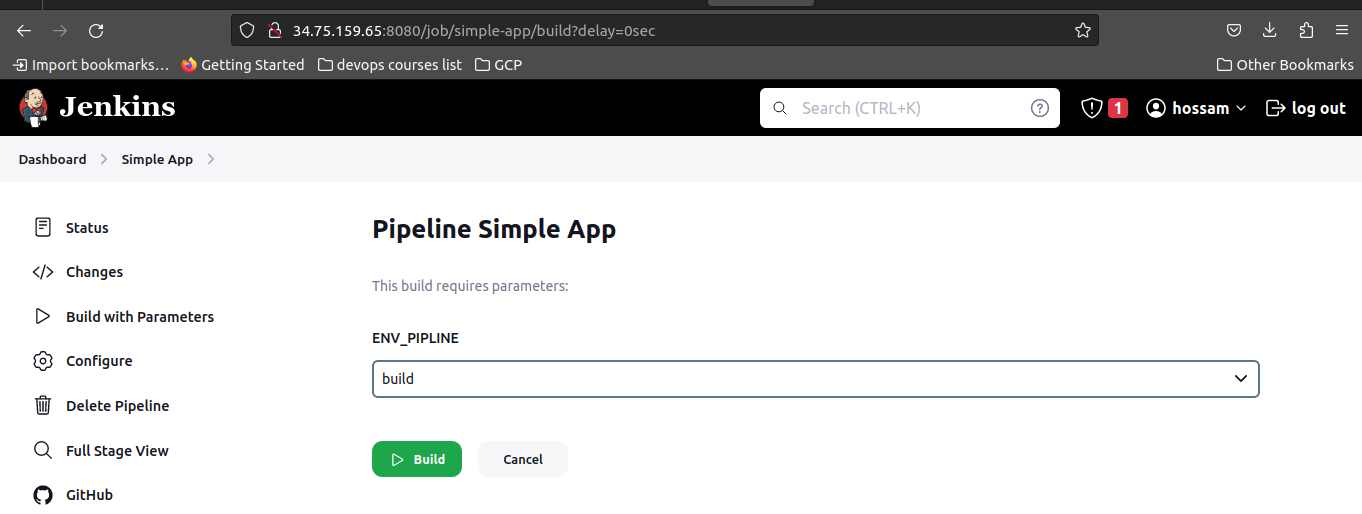 34.75.159.65:8080/job/simple-app/build?delay=0sec
Import bookmarks... Getting Started devops courses list GCP Other Bookmarks
Jenkins Search (CTRL+K) ? 1 hossam log out
Dashboard Simple App
Status
Changes
Build with Parameters
Configure
Delete Pipeline
Full Stage View
GitHub
Pipeline Simple App
This build requires parameters:
ENV_PIPLINE
build
Build Cancel